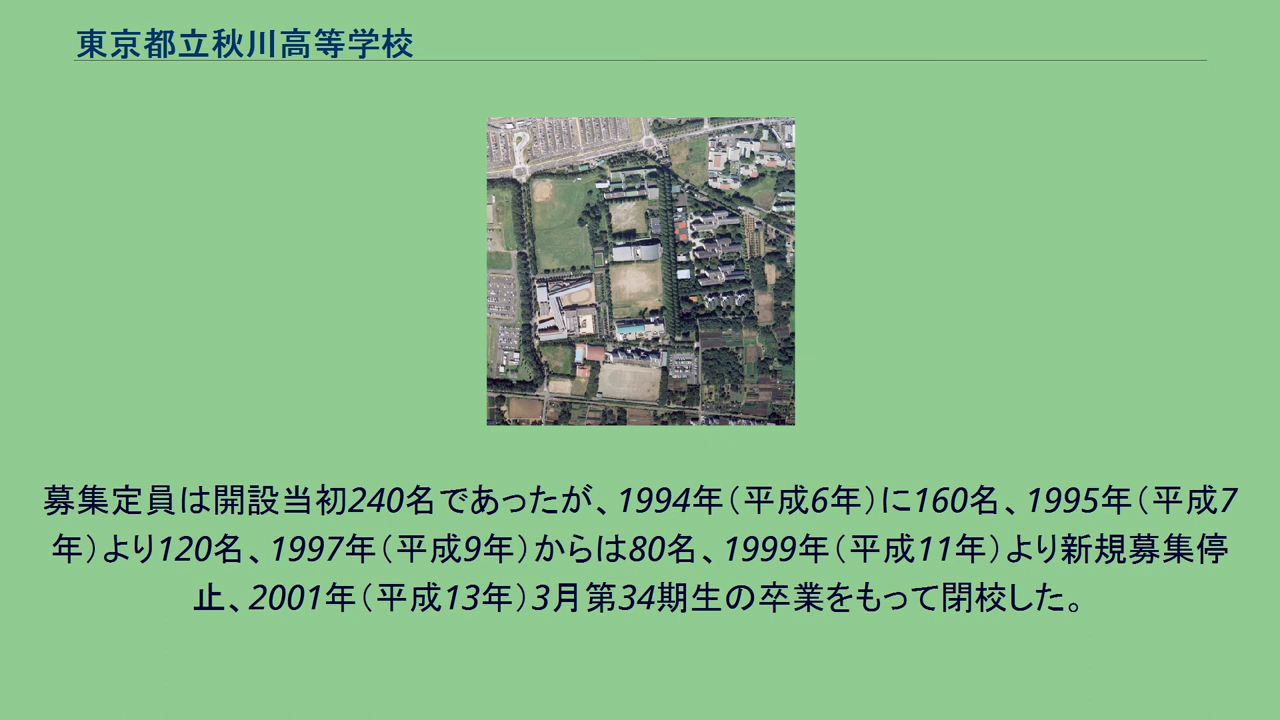 東京都立秋川高等学校
募集定員は開設当初240名であったが、1994年（平成6年）に160名、1995年（平成7
年）より120名、1997年（平成9年）からは80名、1999年（平成11年）より新規募集停
止、2001年（平成13年）3月第34期生の卒業をもって閉校した。